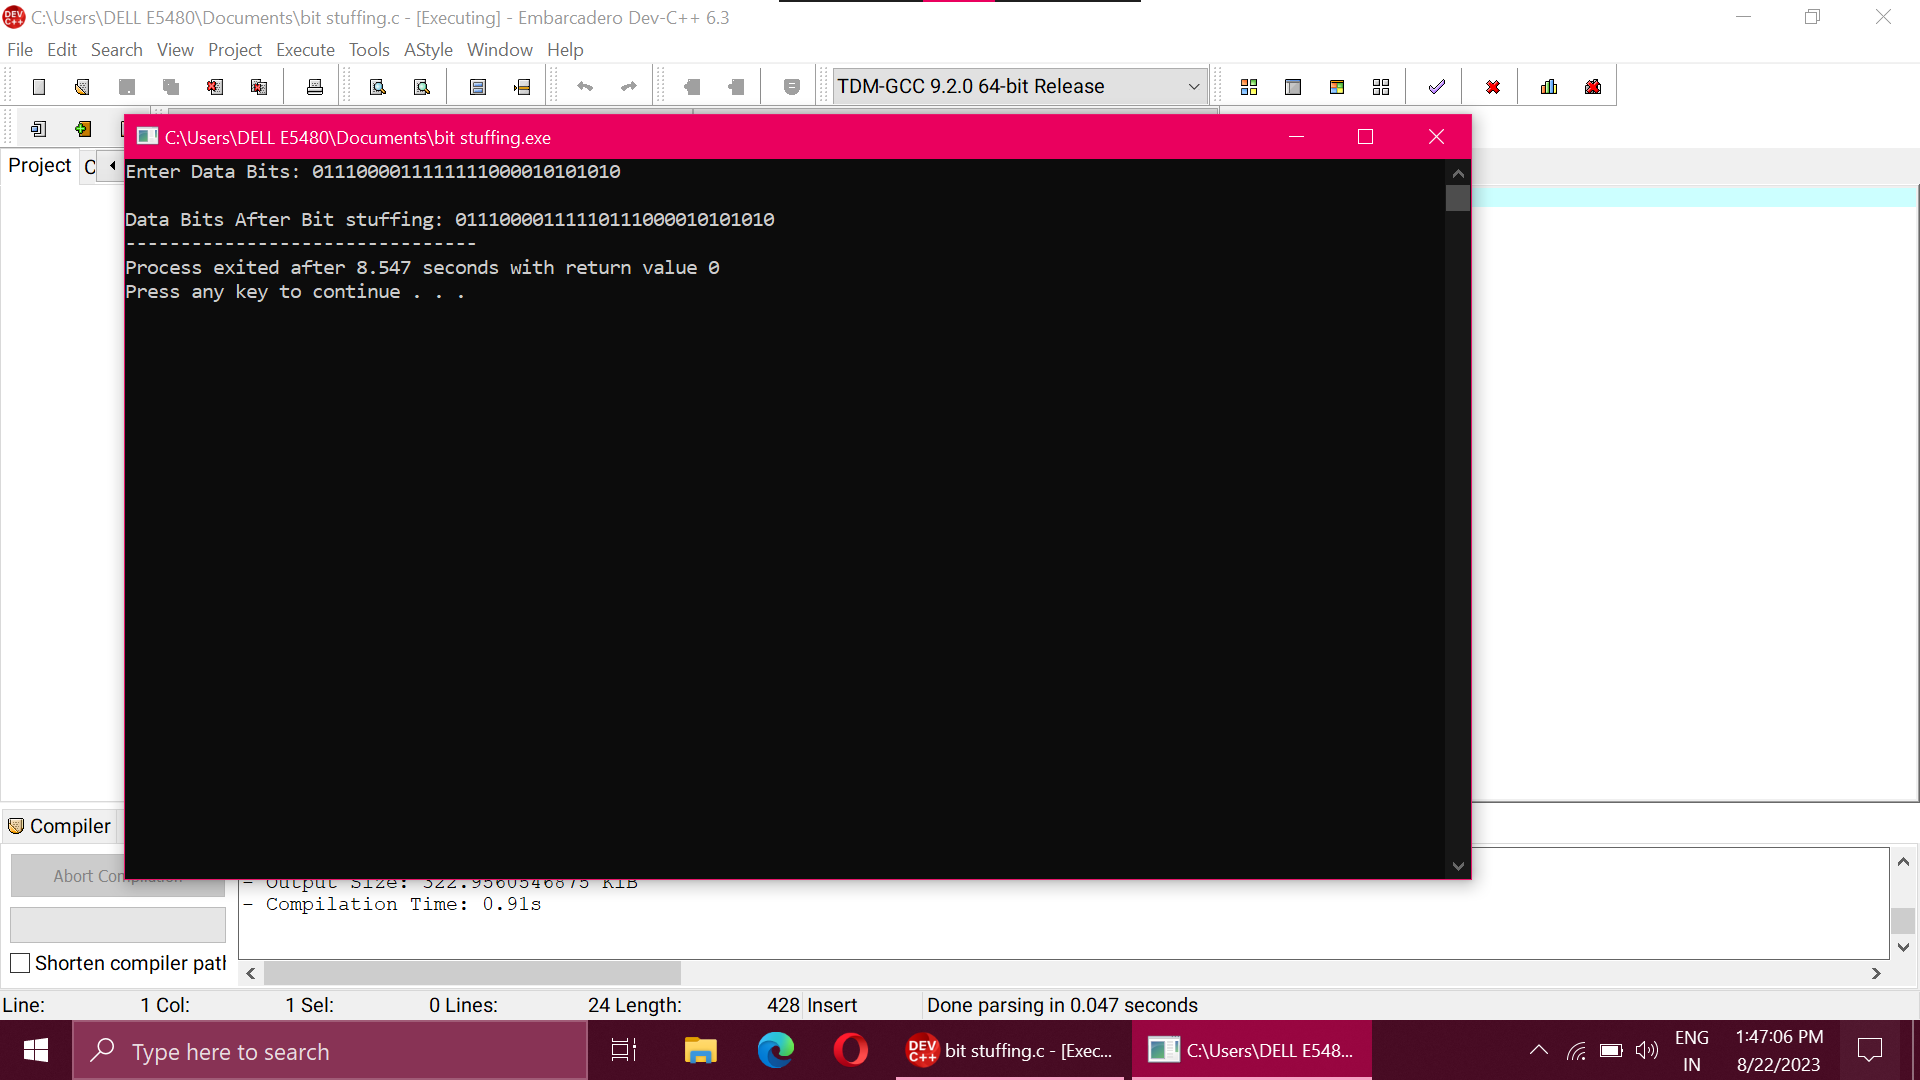 C:\Users\DELL E5480\Documents\bit stuffing.c - [Executing] - Embarcadero Dev-C++ 6.3
File Edit Search View Project Execute Tools AStyle Window Help
TDM-GCC 9.2.0 64-bit Release
C:\Users\DELL E5480\Documents\bit stuffing.exe
Project C
Enter Data Bits: 0111000011111111000010101010
Data Bits After Bit stuffing: 01110000111110111000010101010
--------------------------------
Process exited after 8.547 seconds with return value 0
Press any key to continue . . .
Compiler
Abort Compilation
- Output Size: 322.9560546875 KiB
- Compilation Time: 0.91s
Shorten compiler path
Line: 1 Col: 1 Sel: 0 Lines: 24 Length: 428 Insert Done parsing in 0.047 seconds
Type here to search
DEV C++ bit stuffing.c - [Exec...
C:\Users\DELL E548...
ENG
IN
1:47:06 PM
8/22/2023